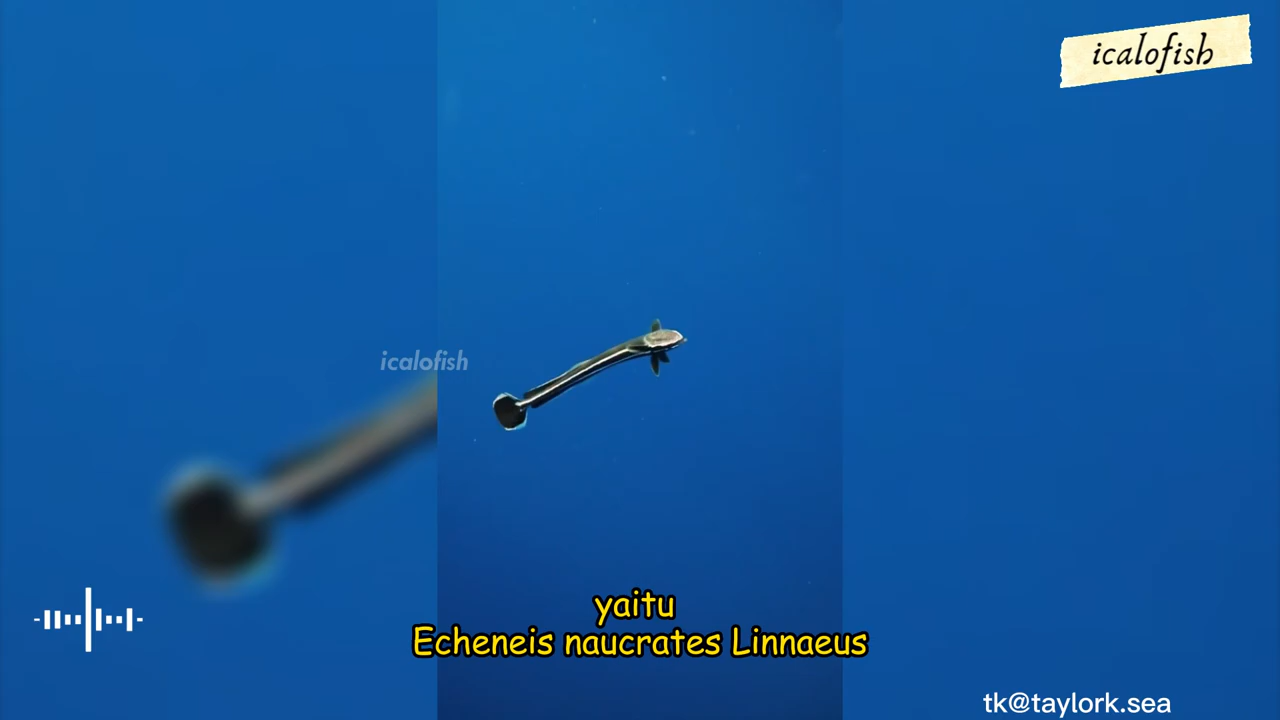 icalofish
icalofish
yaitu
Echeneis naucrates Linnaeus
tk@taylork.sea